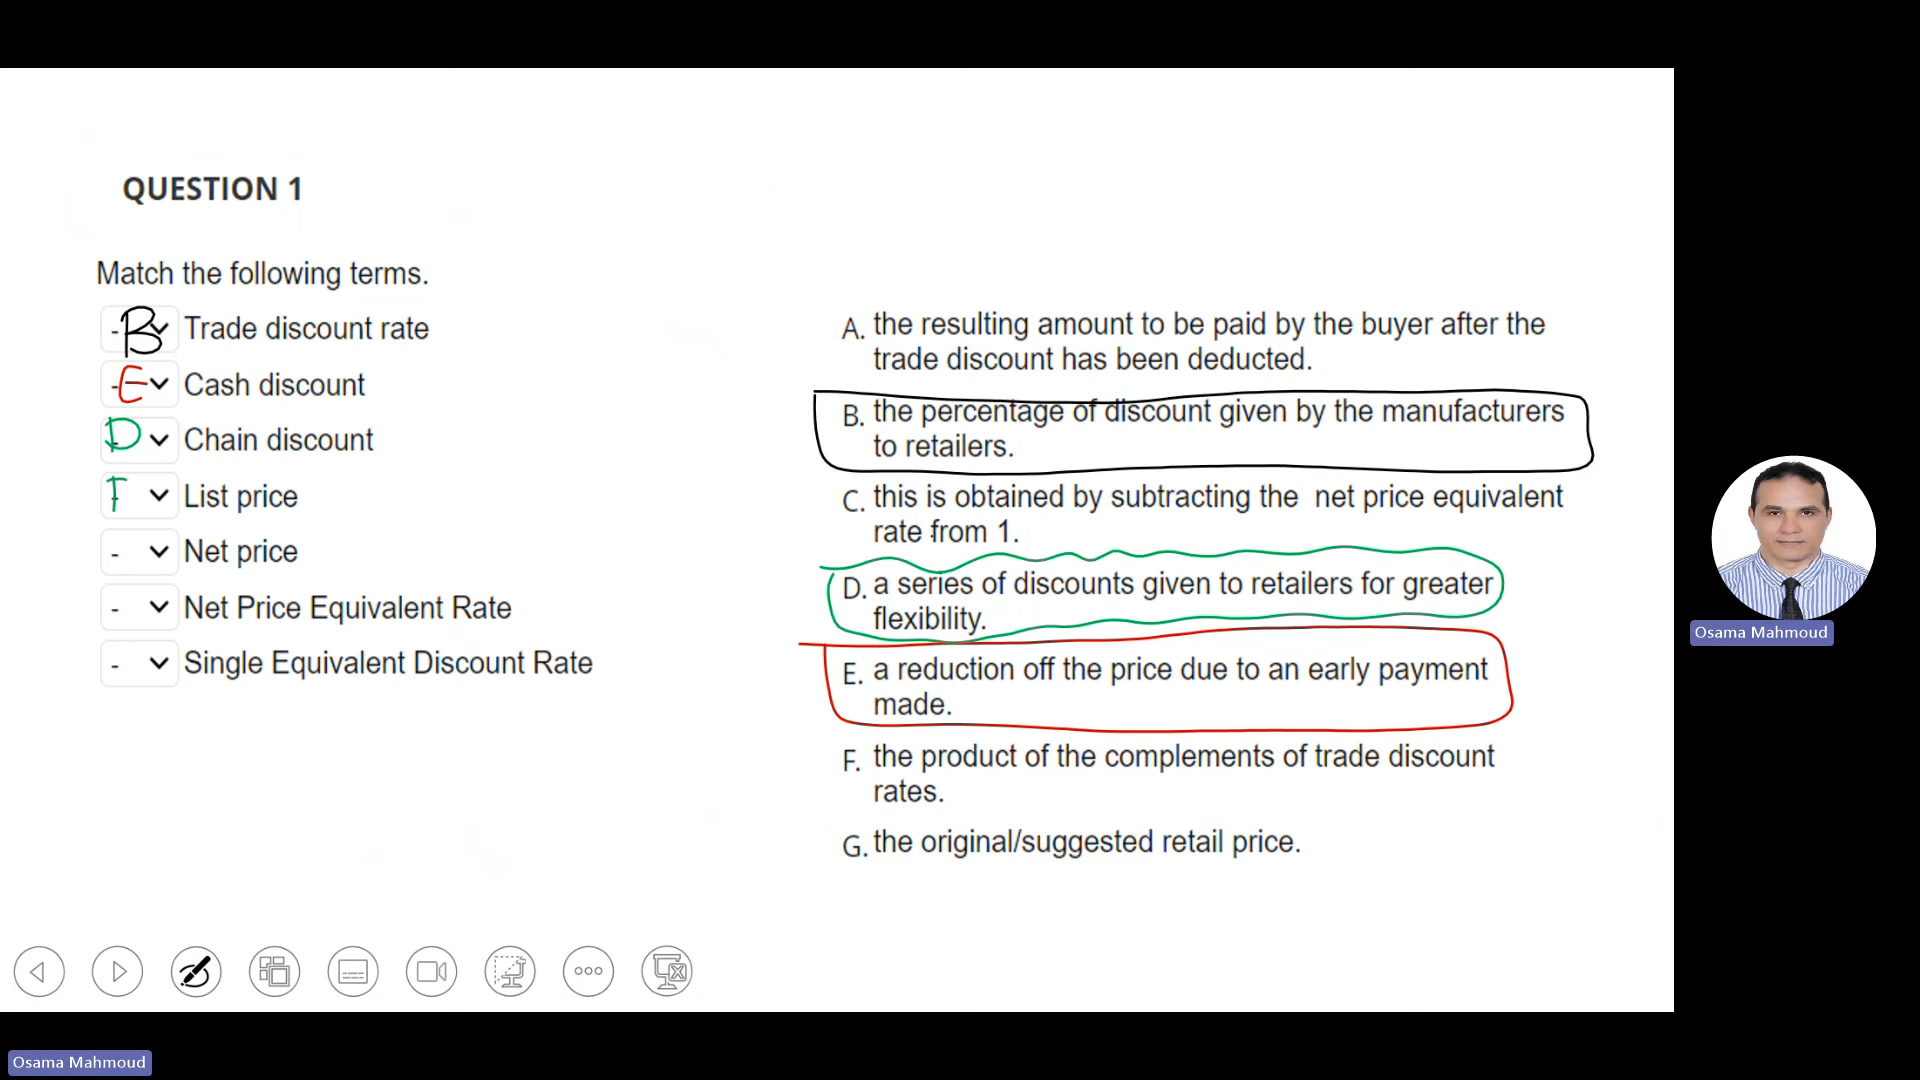 QUESTION 1
Match the following terms.
- B Trade discount rate
- E Cash discount
D Chain discount
List price
- Net price
- Net Price Equivalent Rate
- Single Equivalent Discount Rate
A. the resulting amount to be paid by the buyer after the
trade discount has been deducted.
B. the percentage of discount given by the manufacturers
to retailers.
C. this is obtained by subtracting the net price equivalent
rate from 1.
D. a series of discounts given to retailers for greater
flexibility.
E. a reduction off the price due to an early payment
made.
F. the product of the complements of trade discount
rates.
G. the original/suggested retail price.
Osama Mahmoud
Osama Mahmoud